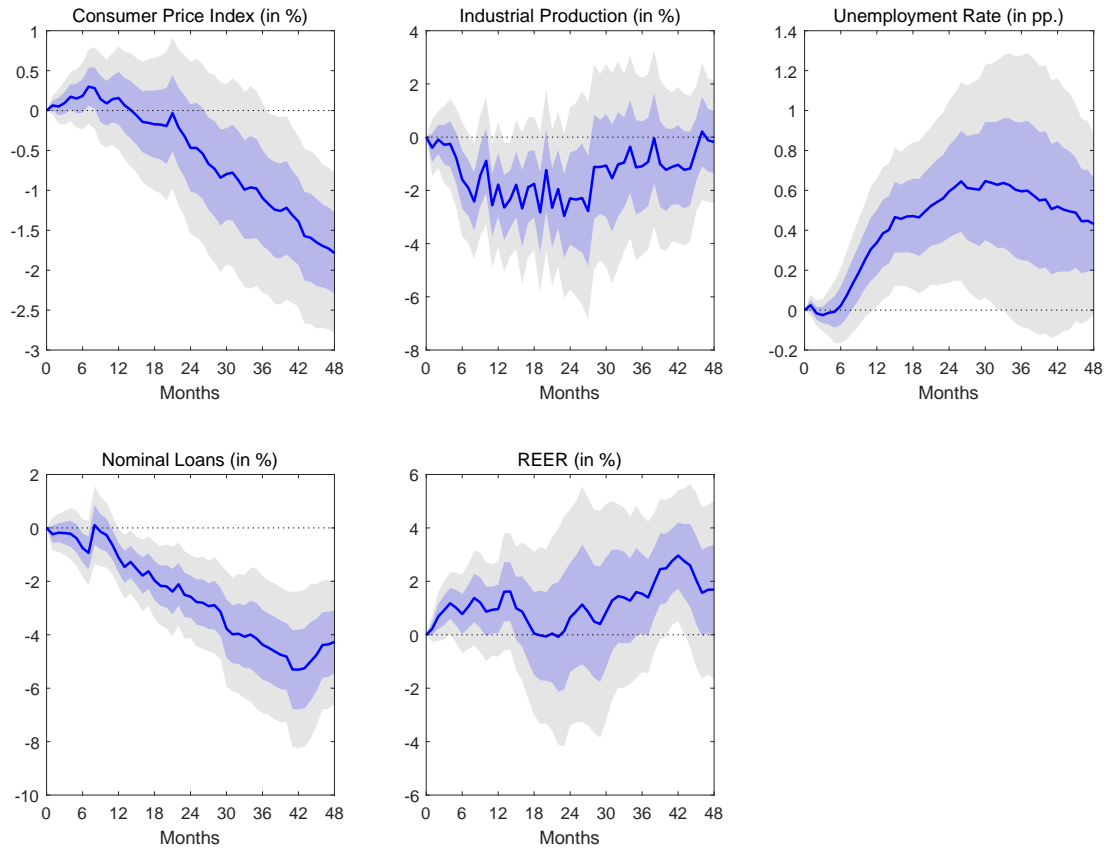 Consumer Price Index (in %)
1
0.5
0
-0.5
-1
-1.5
-2
-2.5
-3
0 6 12 18 24 30 36 42 48
Months
Industrial Production (in %)
4
2
0
-2
-4
-6
-8
0 6 12 18 24 30 36 42 48
Months
Unemployment Rate (in pp.)
1.4
1.2
1
0.8
0.6
0.4
0.2
0
-0.2
0 6 12 18 24 30 36 42 48
Months
Nominal Loans (in %)
2
0
-2
-4
-6
-8
-10
0 6 12 18 24 30 36 42 48
Months
REER (in %)
6
4
2
0
-2
-4
-6
0 6 12 18 24 30 36 42 48
Months